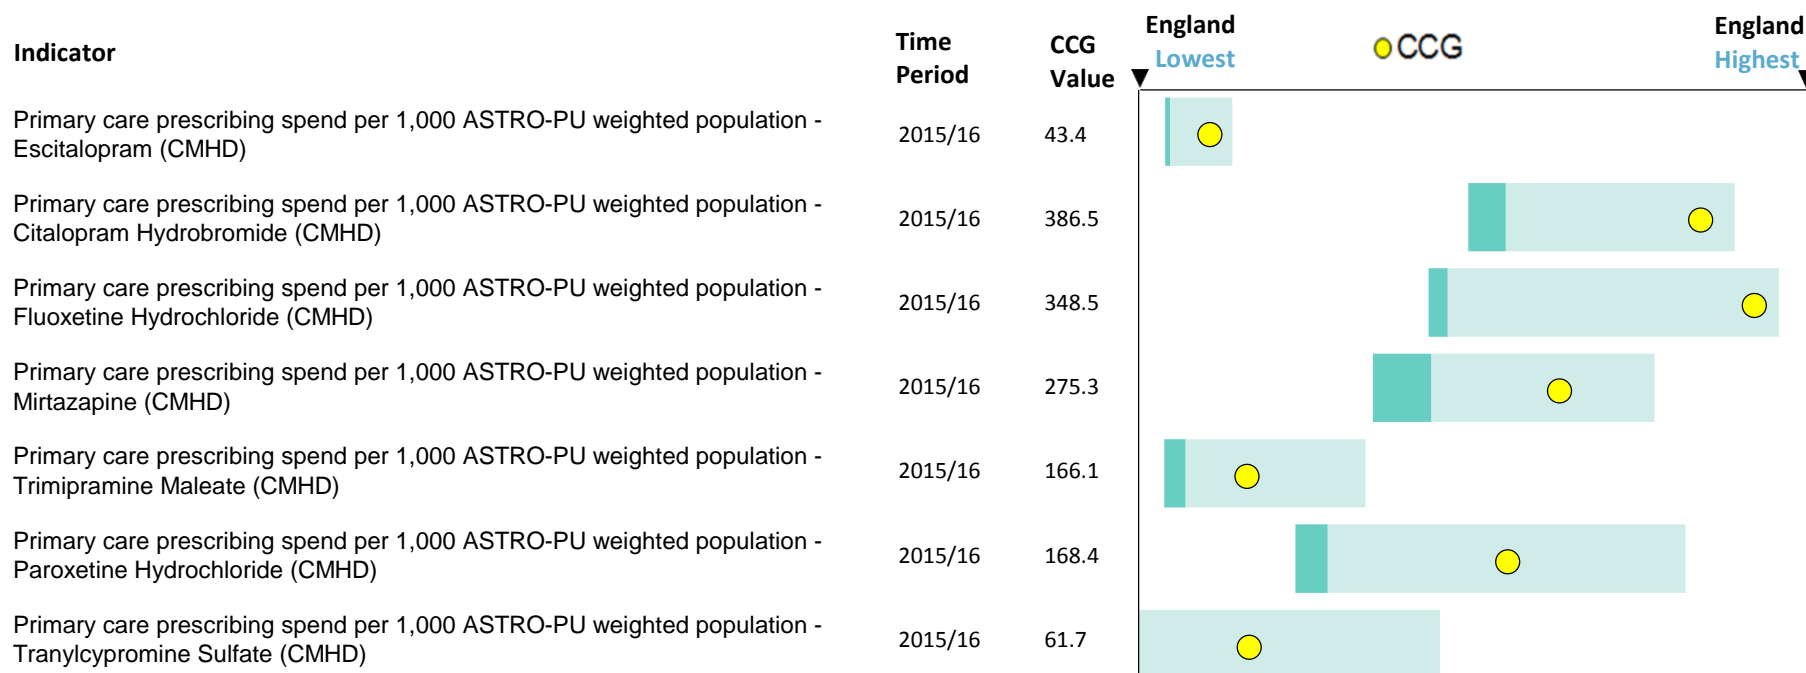 Indicator
Time
Period
CCG
Value
England
Lowest
CCG
England
Highest
Primary care prescribing spend per 1,000 ASTRO-PU weighted population -
Escitalopram (CMHD)
2015/16
43.4
Primary care prescribing spend per 1,000 ASTRO-PU weighted population -
Citalopram Hydrobromide (CMHD)
2015/16
386.5
Primary care prescribing spend per 1,000 ASTRO-PU weighted population -
Fluoxetine Hydrochloride (CMHD)
2015/16
348.5
Primary care prescribing spend per 1,000 ASTRO-PU weighted population -
Mirtazapine (CMHD)
2015/16
275.3
Primary care prescribing spend per 1,000 ASTRO-PU weighted population -
Trimipramine Maleate (CMHD)
2015/16
166.1
Primary care prescribing spend per 1,000 ASTRO-PU weighted population -
Paroxetine Hydrochloride (CMHD)
2015/16
168.4
Primary care prescribing spend per 1,000 ASTRO-PU weighted population -
Tranylcypromine Sulfate (CMHD)
2015/16
61.7